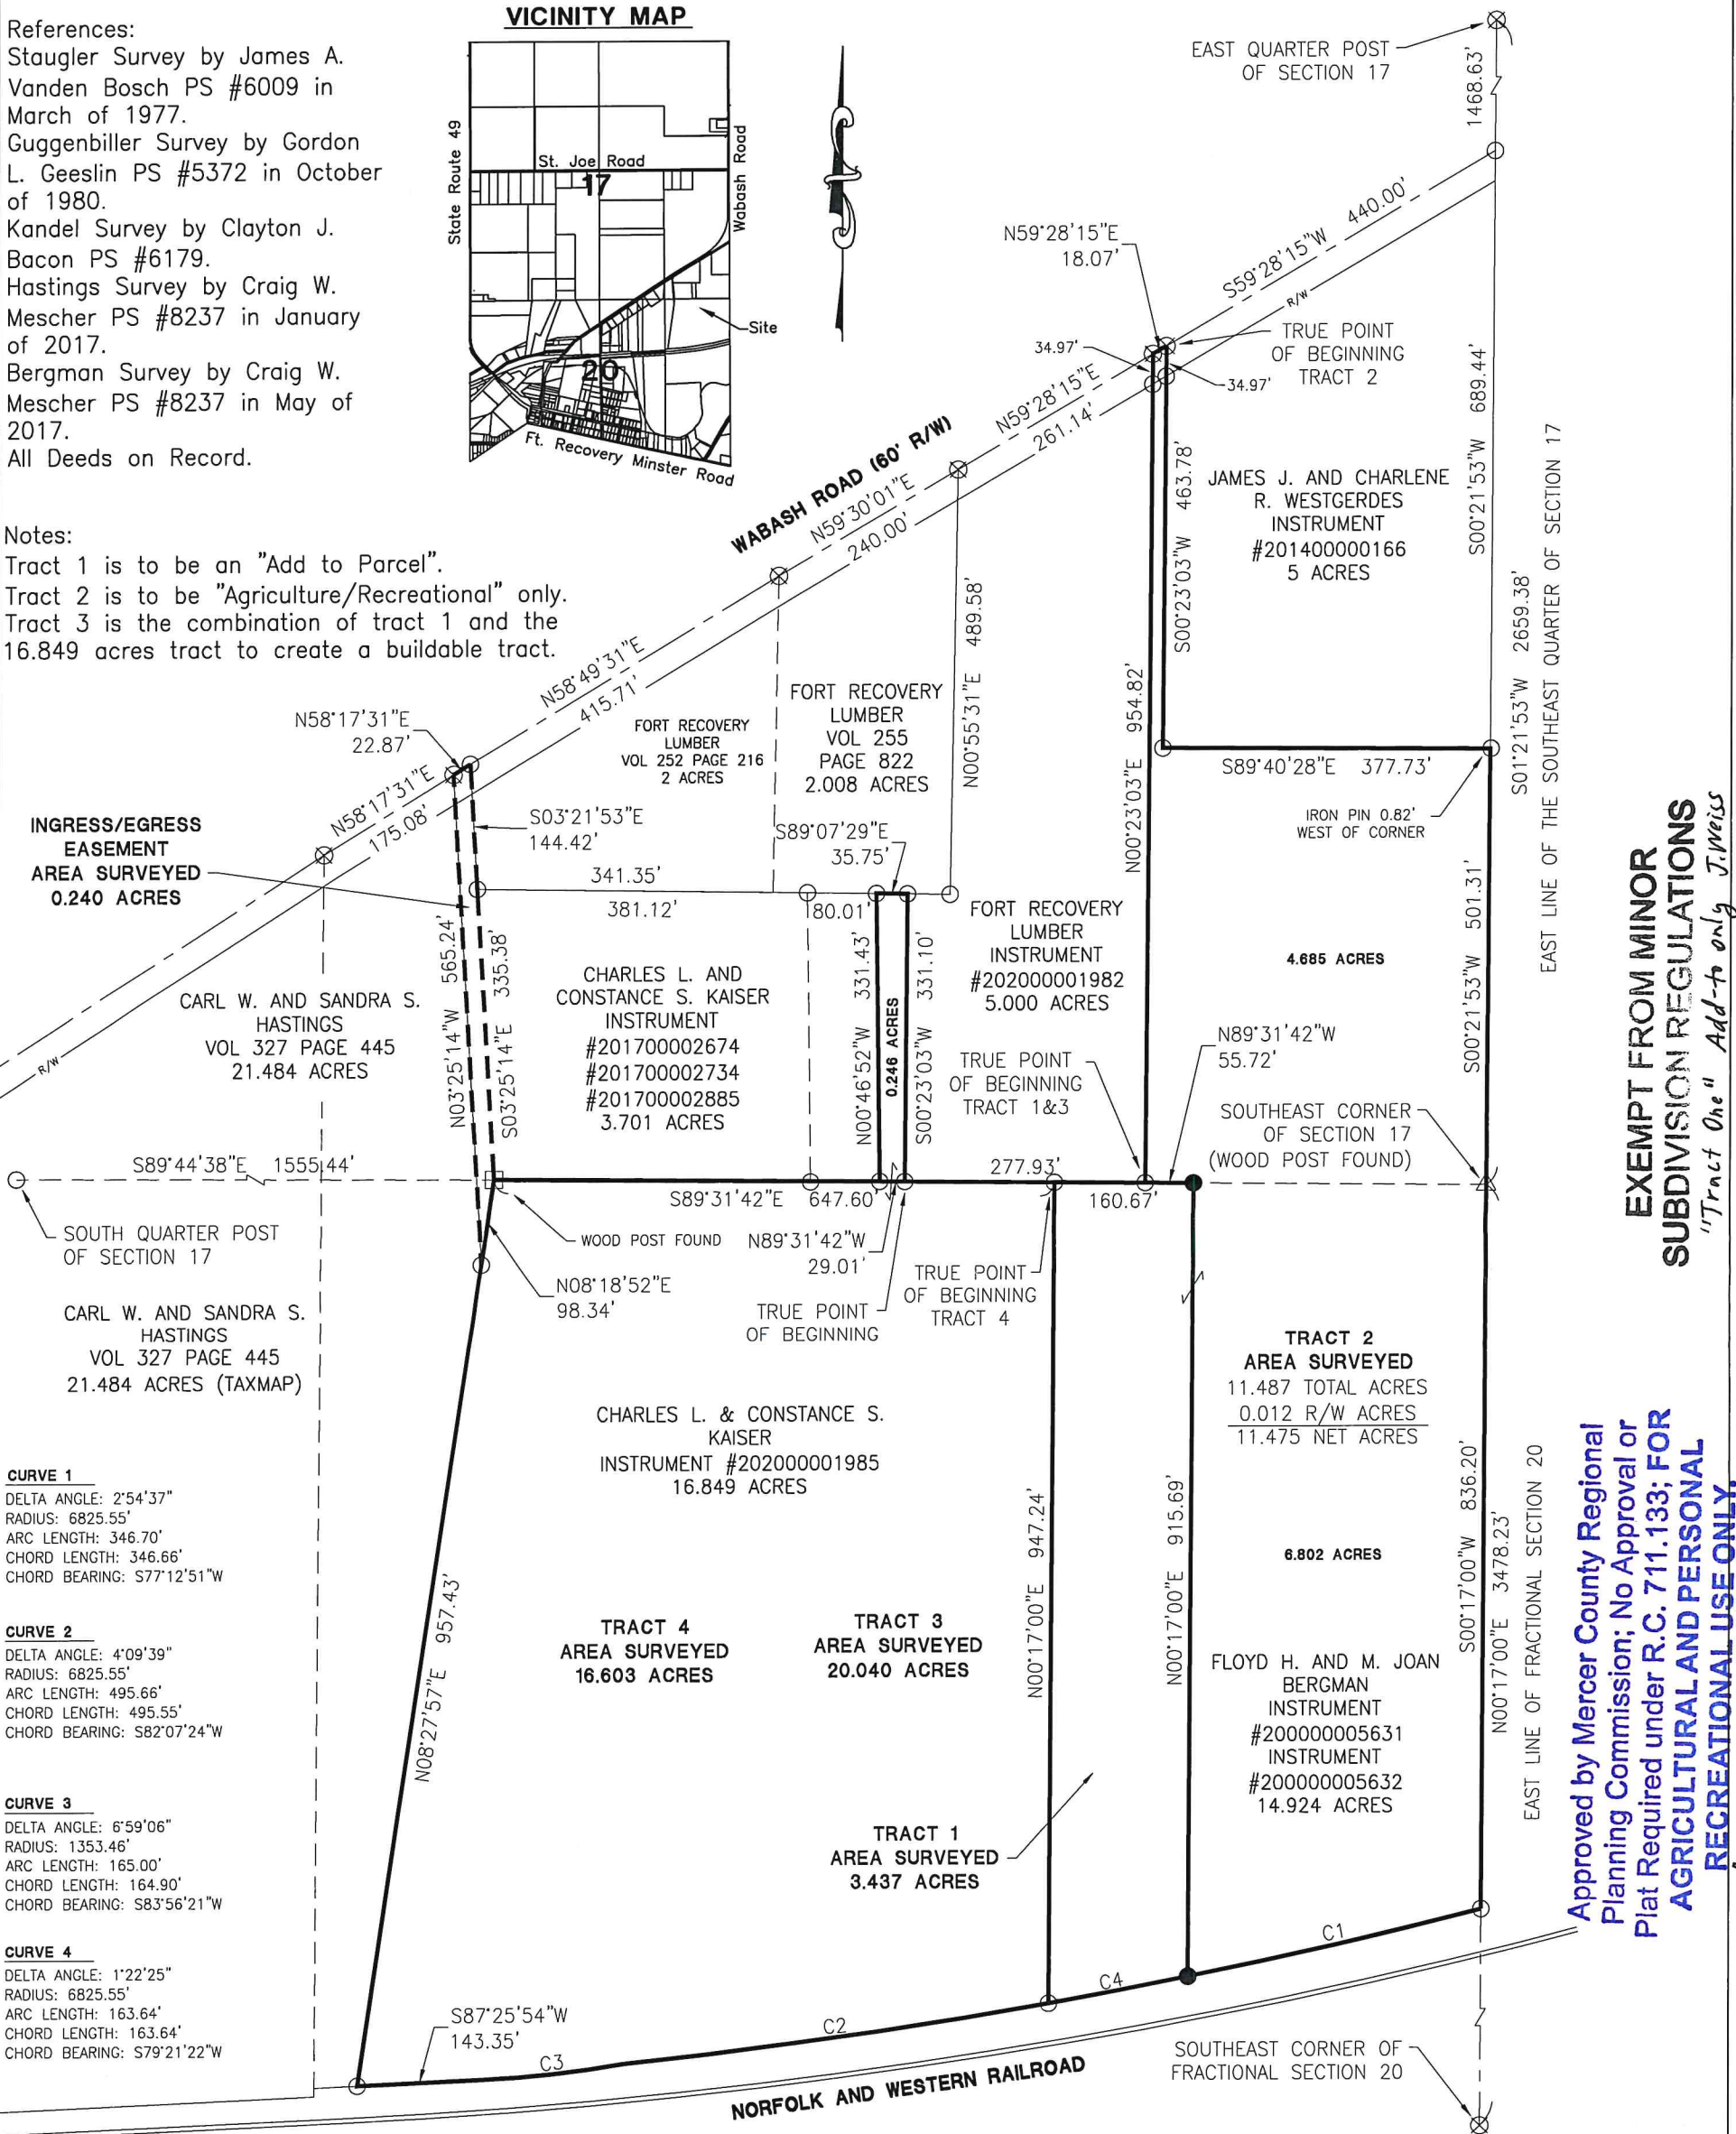 References:
Staugler Survey by James A.
Vanden Bosch PS #6009 in
March of 1977.
Guggenbiller Survey by Gordon
L. Geeslin PS #5372 in October
of 1980.
Kandel Survey by Clayton J.
Bacon PS #6179.
Hastings Survey by Craig W.
Mescher PS #8237 in January
of 2017.
Bergman Survey by Craig W.
Mescher PS #8237 in May of
2017.
All Deeds on Record.
Notes:
Tract 1 is to be an "Add to Parcel".
Tract 2 is to be "Agriculture/Recreational" only.
Tract 3 is the combination of tract 1 and the
16.849 acres tract to create a buildable tract.
VICINITY MAP
State Route 49
St. Joe Road
17
Wabash Road
Site
20
Ft. Recovery Minster Road
EAST QUARTER POST
OF SECTION 17
1468.63'
S59°28'15"W 440.00'
R/W
N59°28'15"E
18.07'
TRUE POINT
OF BEGINNING
TRACT 2
34.97'
34.97'
N59°28'15"E
261.14'
WABASH ROAD (60' R/W)
N59°30'01"E
240.00'
S00°23'03"W 463.78'
JAMES J. AND CHARLENE
R. WESTGERDES
INSTRUMENT
#201400000166
5 ACRES
S00°21'53"W 689.44'
S01°21'53"W 2659.38'
EAST LINE OF THE SOUTHEAST QUARTER OF SECTION 17
N58°49'31"E
415.71'
N58°17'31"E
22.87'
FORT RECOVERY
LUMBER
VOL 252 PAGE 216
2 ACRES
FORT RECOVERY
LUMBER
VOL 255
PAGE 822
2.008 ACRES
N00°55'31"E 489.58'
N00°23'03"E 954.82'
S89°40'28"E 377.73'
IRON PIN 0.82'
WEST OF CORNER
N58°17'31"E
175.08'
INGRESS/EGRESS
EASEMENT
AREA SURVEYED
0.240 ACRES
S03°21'53"E
144.42'
341.35'
381.12'
S89°07'29"E
35.75'
80.01'
FORT RECOVERY
LUMBER
INSTRUMENT
#202000001982
5.000 ACRES
4.685 ACRES
S00°21'53"W 501.31'
N03°25'14"W 565.24'
S03°25'14"E 335.38'
CARL W. AND SANDRA S.
HASTINGS
VOL 327 PAGE 445
21.484 ACRES
R/W
CHARLES L. AND
CONSTANCE S. KAISER
INSTRUMENT
#201700002674
#201700002734
#201700002885
3.701 ACRES
N00°46'52"W 331.43'
0.246 ACRES
S00°23'03"W 331.10'
TRUE POINT
OF BEGINNING
TRACT 1&3
N89°31'42"W
55.72'
SOUTHEAST CORNER
OF SECTION 17
(WOOD POST FOUND)
S89°44'38"E 1555.44'
SOUTH QUARTER POST
OF SECTION 17
S89°31'42"E 647.60'
277.93'
160.67'
WOOD POST FOUND
N89°31'42"W
29.01'
TRUE POINT
OF BEGINNING
TRUE POINT
OF BEGINNING
TRACT 4
N08°18'52"E
98.34'
CARL W. AND SANDRA S.
HASTINGS
VOL 327 PAGE 445
21.484 ACRES (TAXMAP)
TRACT 2
AREA SURVEYED
11.487 TOTAL ACRES
0.012 R/W ACRES
11.475 NET ACRES
CHARLES L. & CONSTANCE S.
KAISER
INSTRUMENT #202000001985
16.849 ACRES
CURVE 1
DELTA ANGLE: 2°54'37"
RADIUS: 6825.55'
ARC LENGTH: 346.70'
CHORD LENGTH: 346.66'
CHORD BEARING: S77°12'51"W
CURVE 2
DELTA ANGLE: 4°09'39"
RADIUS: 6825.55'
ARC LENGTH: 495.66'
CHORD LENGTH: 495.55'
CHORD BEARING: S82°07'24"W
CURVE 3
DELTA ANGLE: 6°59'06"
RADIUS: 1353.46'
ARC LENGTH: 165.00'
CHORD LENGTH: 164.90'
CHORD BEARING: S83°56'21"W
CURVE 4
DELTA ANGLE: 1°22'25"
RADIUS: 6825.55'
ARC LENGTH: 163.64'
CHORD LENGTH: 163.64'
CHORD BEARING: S79°21'22"W
N08°27'57"E 957.43'
N00°17'00"E 947.24'
N00°17'00"E 915.69'
6.802 ACRES
S00°17'00"W 836.20'
N00°17'00"E 3478.23'
EAST LINE OF FRACTIONAL SECTION 20
TRACT 4
AREA SURVEYED
16.603 ACRES
TRACT 3
AREA SURVEYED
20.040 ACRES
FLOYD H. AND M. JOAN
BERGMAN
INSTRUMENT
#200000005631
INSTRUMENT
#200000005632
14.924 ACRES
TRACT 1
AREA SURVEYED
3.437 ACRES
C1
C4
C2
C3
S87°25'54"W
143.35'
NORFOLK AND WESTERN RAILROAD
SOUTHEAST CORNER OF
FRACTIONAL SECTION 20
EXEMPT FROM MINOR
SUBDIVISION REGULATIONS
"Tract One" Add-to only J.Weiss
Approved by Mercer County Regional
Planning Commission; No Approval or
Plat Required under R.C. 711.133; FOR
AGRICULTURAL AND PERSONAL
RECREATIONAL USE ONLY.